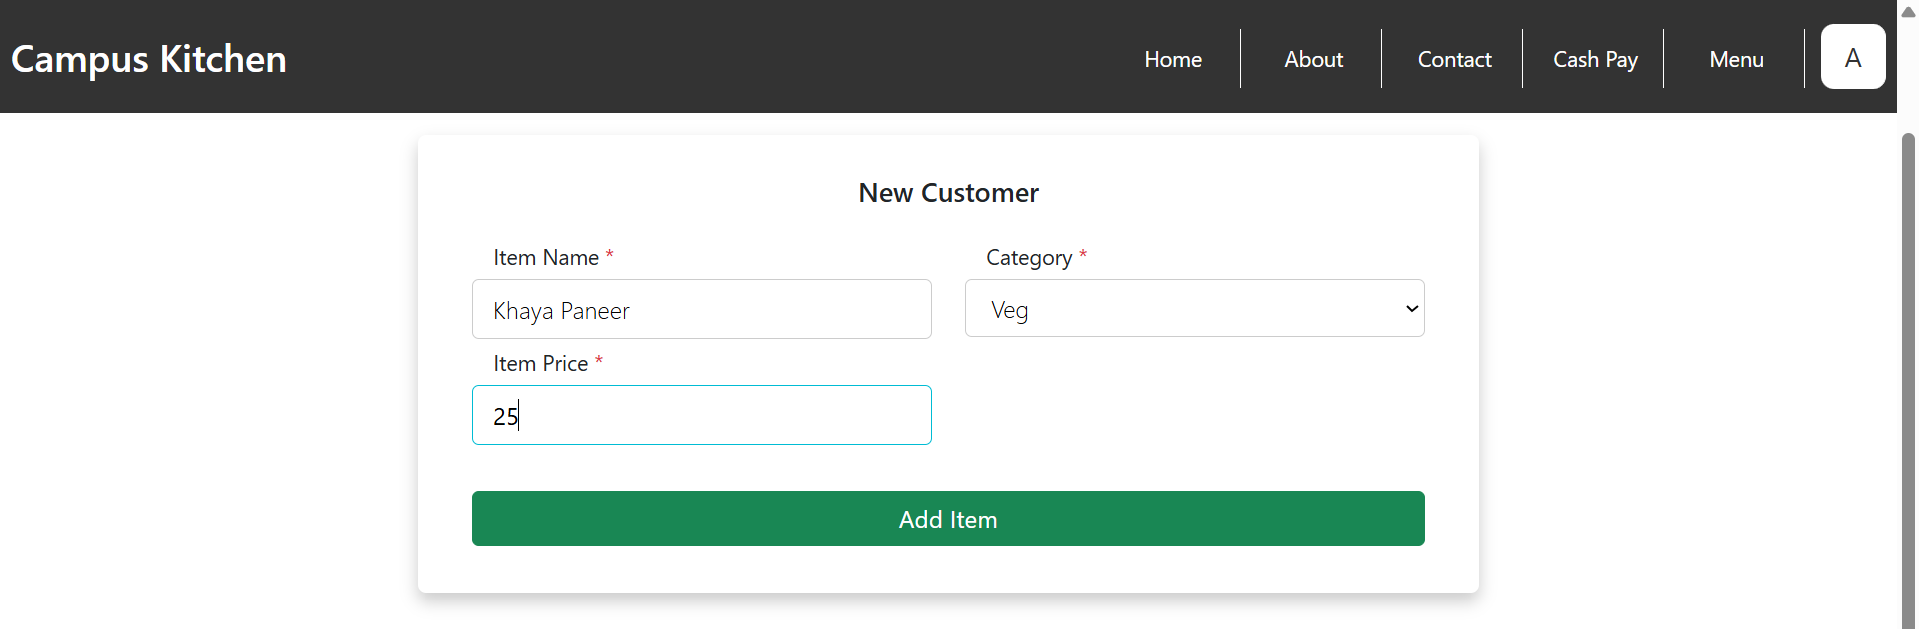 Campus Kitchen
Home
About
Contact
Cash Pay
Menu
A
New Customer
Item Name *
Category *
Khaya Paneer
Veg
Item Price *
25
Add Item